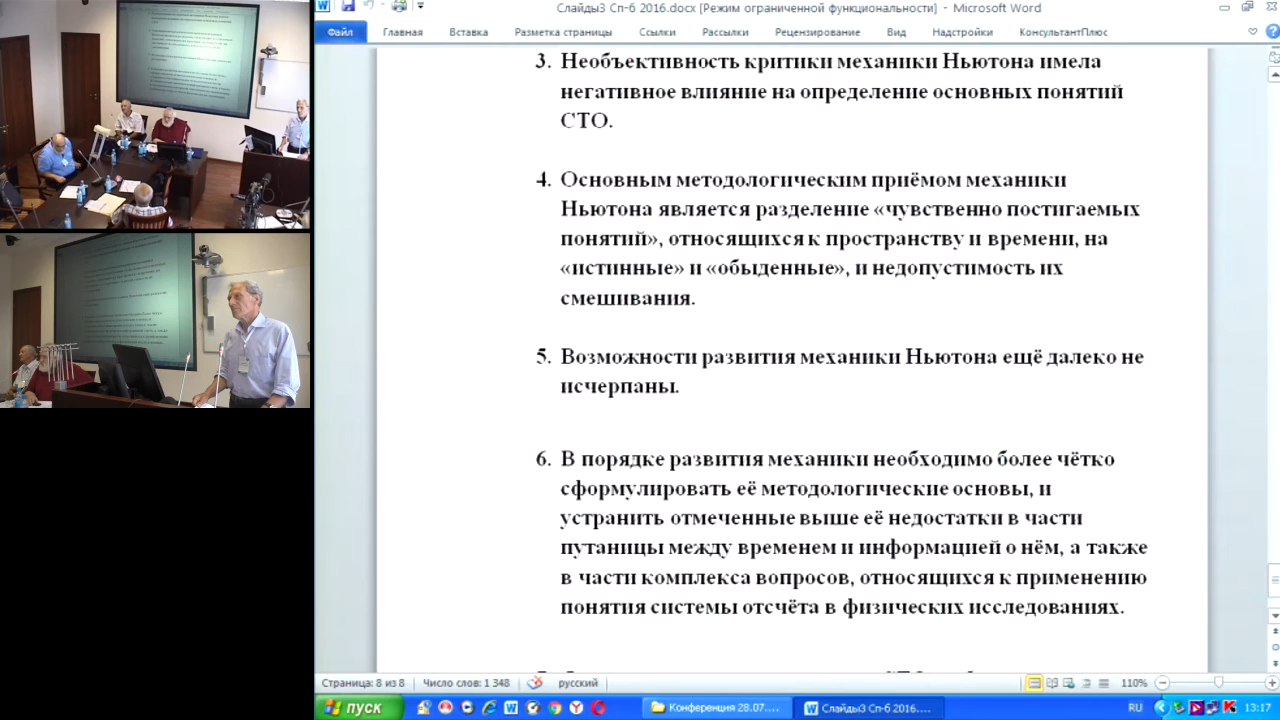 Слайды3 Сп-б 2016.docx [Режим ограниченной функциональности] - Microsoft Word
Файл Главная Вставка Разметка страницы Ссылки Рассылки Рецензирование Вид Надстройки КонсультантПлюс
3. Необъективность критики механики Ньютона имела
негативное влияние на определение основных понятий
СТО.
4. Основным методологическим приёмом механики
Ньютона является разделение «чувственно постигаемых
понятий», относящихся к пространству и времени, на
«истинные» и «обыденные», и недопустимость их
смешивания.
5. Возможности развития механики Ньютона ещё далеко не
исчерпаны.
6. В порядке развития механики необходимо более чётко
сформулировать её методологические основы, и
устранить отмеченные выше её недостатки в части
путаницы между временем и информацией о нём, а также
в части комплекса вопросов, относящихся к применению
понятия системы отсчёта в физических исследованиях.
Страница: 8 из 8 Число слов: 1 348 русский 110%
пуск Конференция 28.07.... Слайды3 Сп-б 2016.... RU 13:17